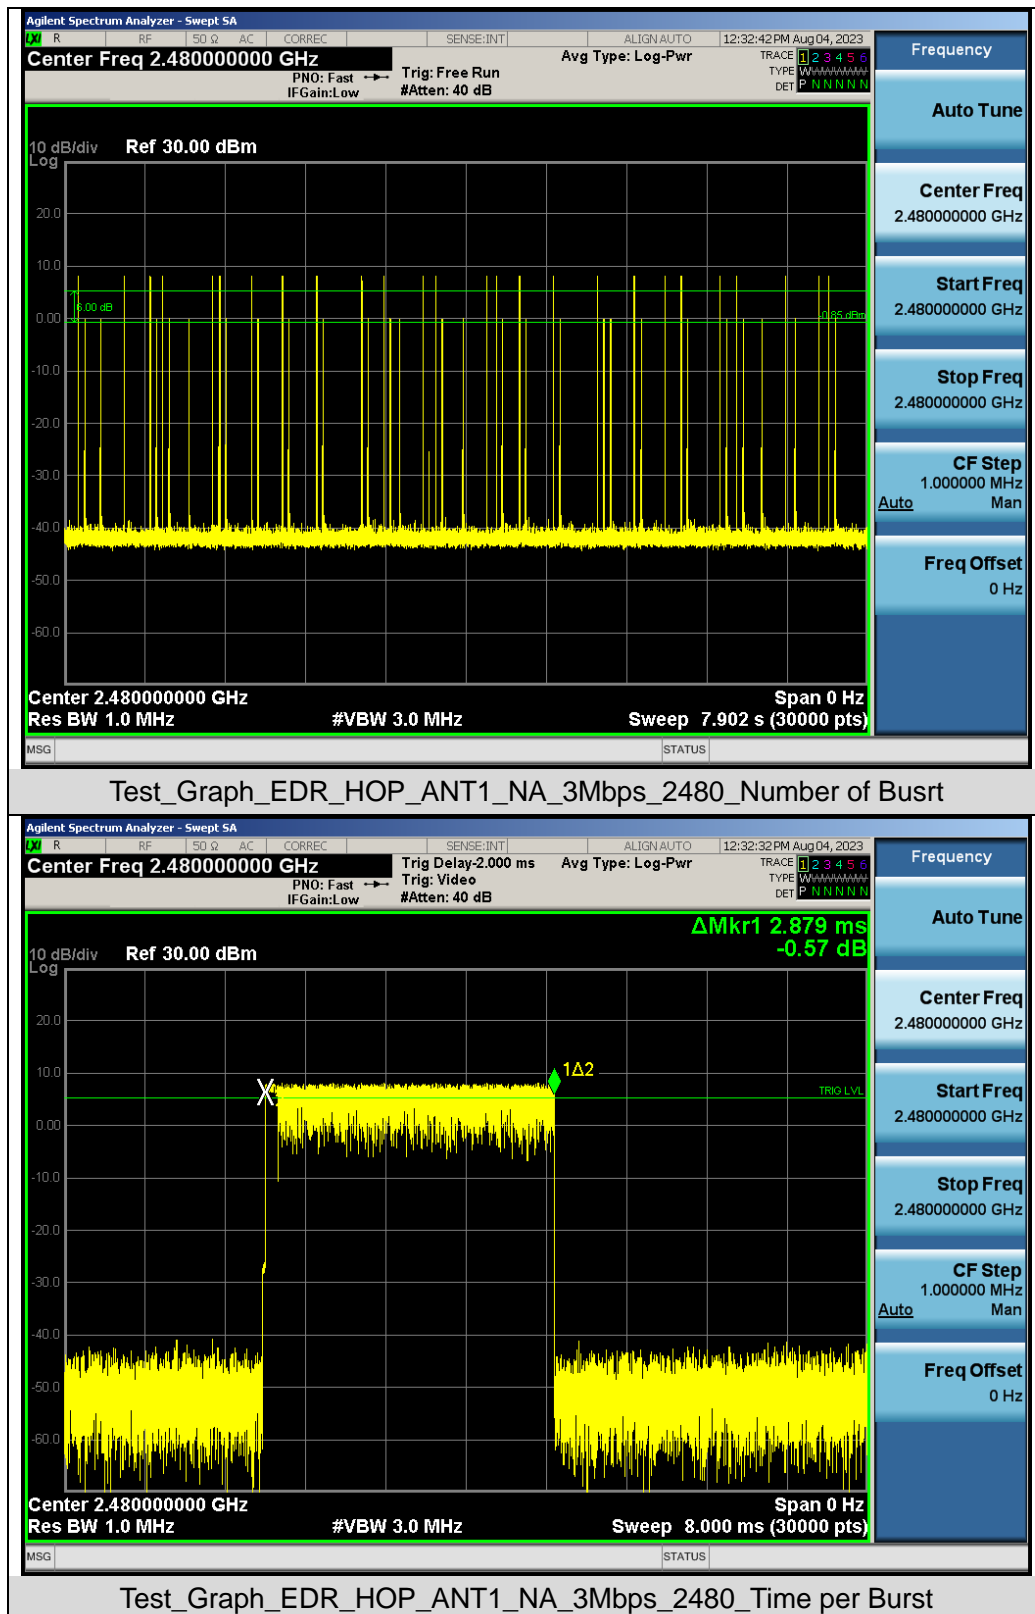 Agilent Spectrum Analyzer - Swept SA
LXI R RF 50 Ω AC CORREC SENSE:INT ALIGN AUTO 12:32:42 PM Aug 04, 2023
Center Freq 2.480000000 GHz
PNO: Fast
IFGain:Low
Trig: Free Run
#Atten: 40 dB
Avg Type: Log-Pwr
TRACE 1 2 3 4 5 6
TYPE
DET P N N N N N
10 dB/div
Log
Ref 30.00 dBm
20.0
10.0
6.00 dB
0.00
-0.85 dBm
-10.0
-20.0
-30.0
-40.0
-50.0
-60.0
Center 2.480000000 GHz Span 0 Hz
Res BW 1.0 MHz #VBW 3.0 MHz Sweep 7.902 s (30000 pts)
MSG STATUS
Frequency
Auto Tune
Center Freq
2.480000000 GHz
Start Freq
2.480000000 GHz
Stop Freq
2.480000000 GHz
CF Step
1.000000 MHz
Auto Man
Freq Offset
0 Hz
Test_Graph_EDR_HOP_ANT1_NA_3Mbps_2480_Number of Busrt
Agilent Spectrum Analyzer - Swept SA
LXI R RF 50 Ω AC CORREC SENSE:INT ALIGN AUTO 12:32:32 PM Aug 04, 2023
Center Freq 2.480000000 GHz
PNO: Fast
IFGain:Low
Trig Delay-2.000 ms
Trig: Video
#Atten: 40 dB
Avg Type: Log-Pwr
TRACE 1 2 3 4 5 6
TYPE
DET P N N N N N
ΔMkr1 2.879 ms
-0.57 dB
10 dB/div
Log
Ref 30.00 dBm
20.0
10.0
1Δ2
TRIG LVL
0.00
-10.0
-20.0
-30.0
-40.0
-50.0
-60.0
Center 2.480000000 GHz Span 0 Hz
Res BW 1.0 MHz #VBW 3.0 MHz Sweep 8.000 ms (30000 pts)
MSG STATUS
Frequency
Auto Tune
Center Freq
2.480000000 GHz
Start Freq
2.480000000 GHz
Stop Freq
2.480000000 GHz
CF Step
1.000000 MHz
Auto Man
Freq Offset
0 Hz
Test_Graph_EDR_HOP_ANT1_NA_3Mbps_2480_Time per Burst